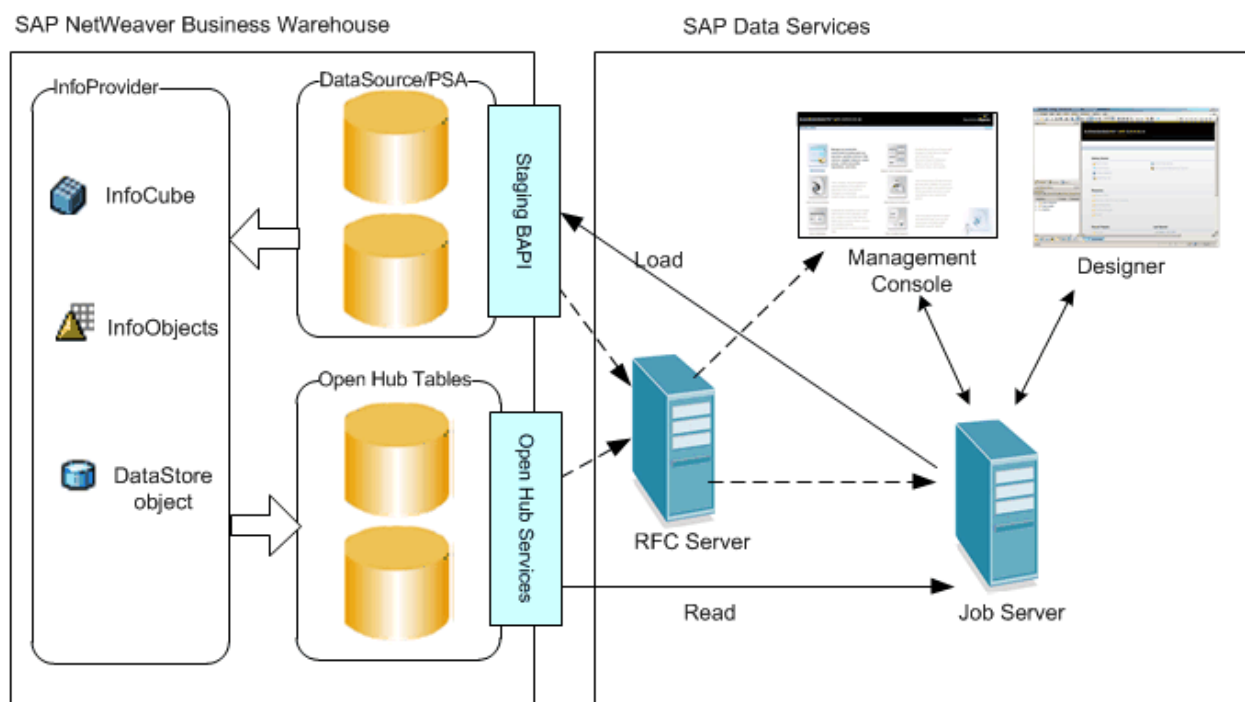 SAP NetWeaver Business Warehouse
SAP Data Services
InfoProvider
DataSource/PSA
InfoCube
InfoObjects
DataStore
object
Staging BAPI
Open Hub Tables
Open Hub Services
Load
Read
RFC Server
Management
Console
Designer
Job Server